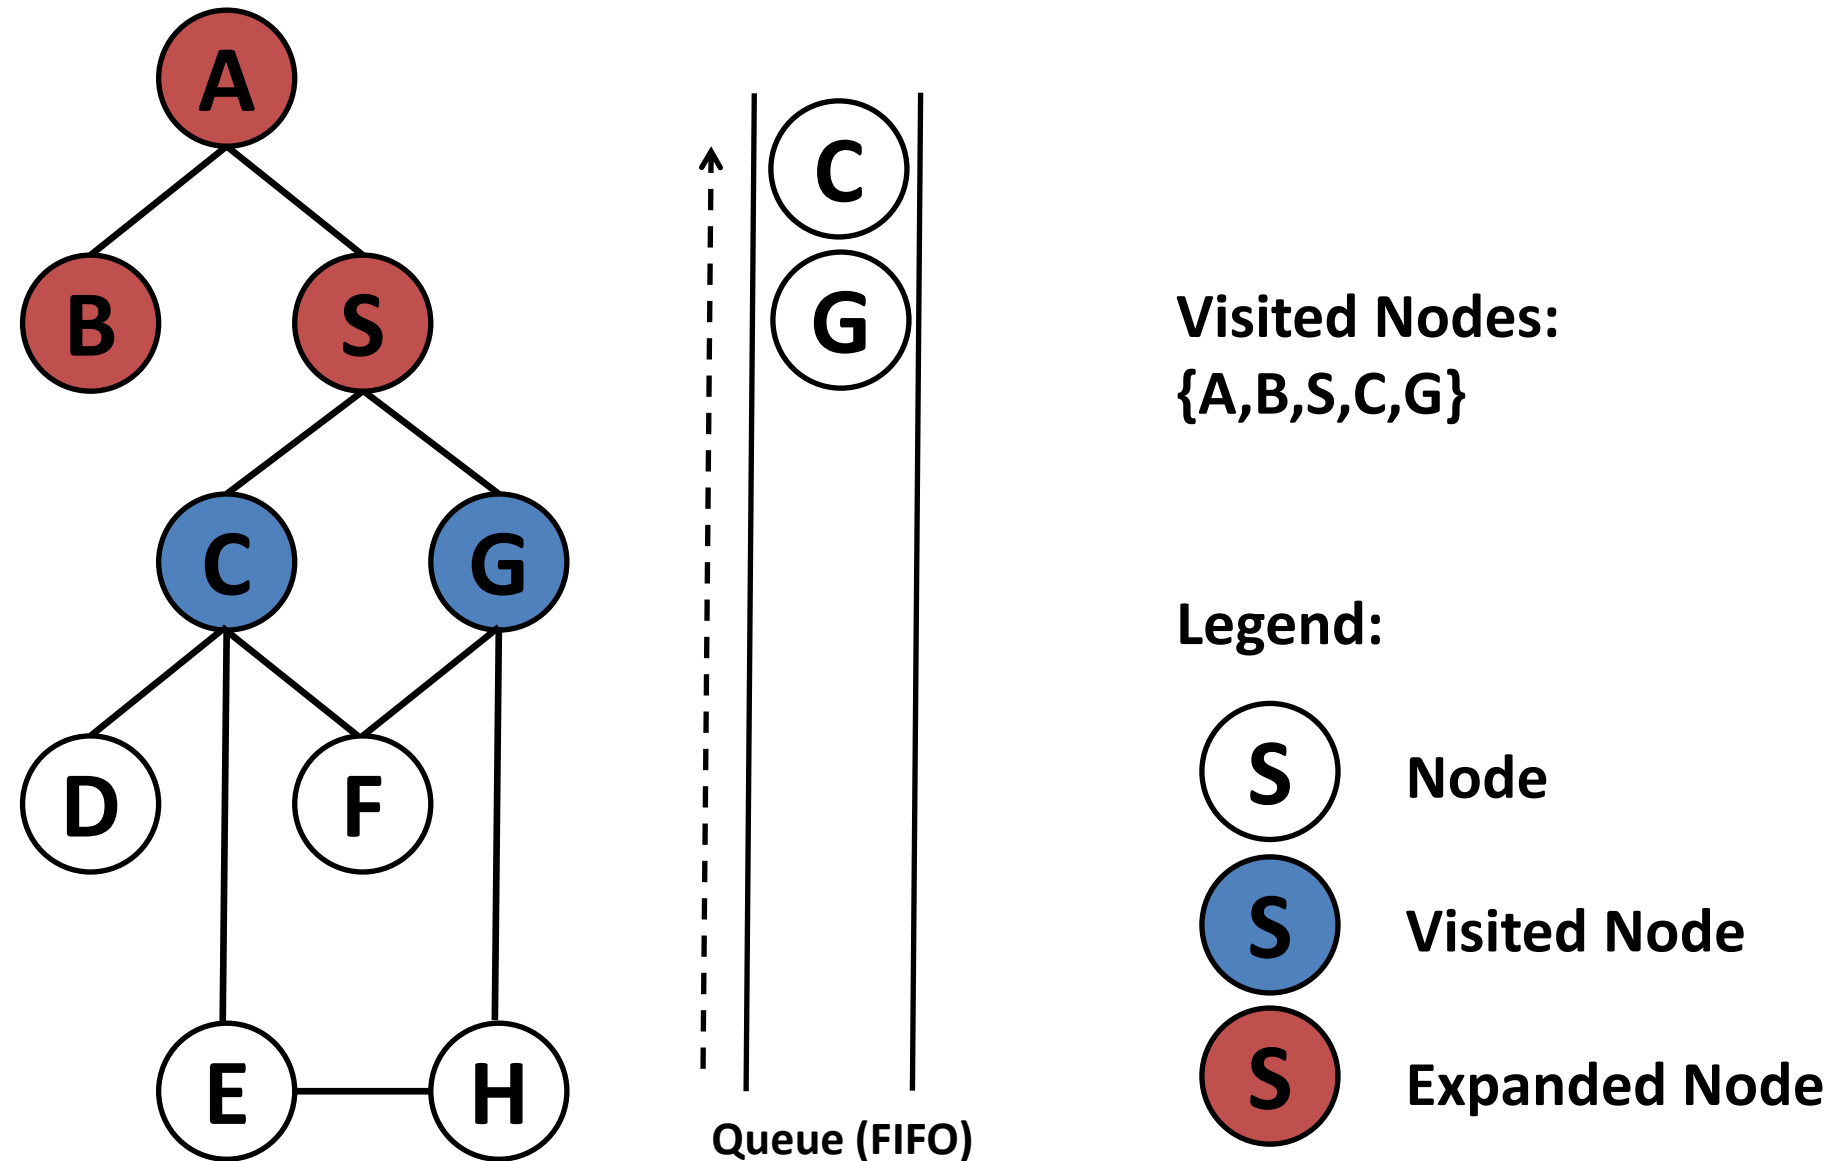 A
B
S
C
G
D
F
E
H
C
G
Queue (FIFO)
Visited Nodes:
{A,B,S,C,G}
Legend:
S Node
S Visited Node
S Expanded Node